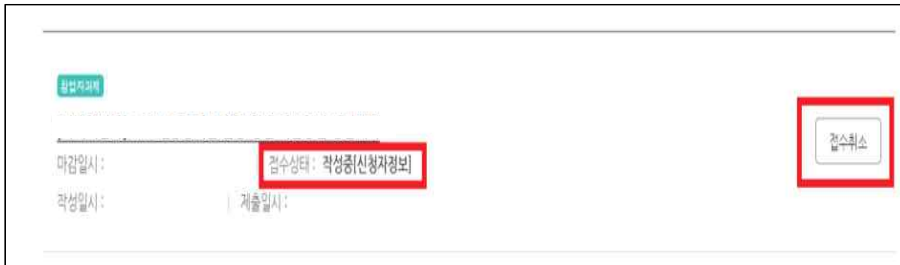 창업자과제
접수취소
마감일시 : 접수상태 : 작성중[신청자정보]
작성일시 : | 제출일시 :